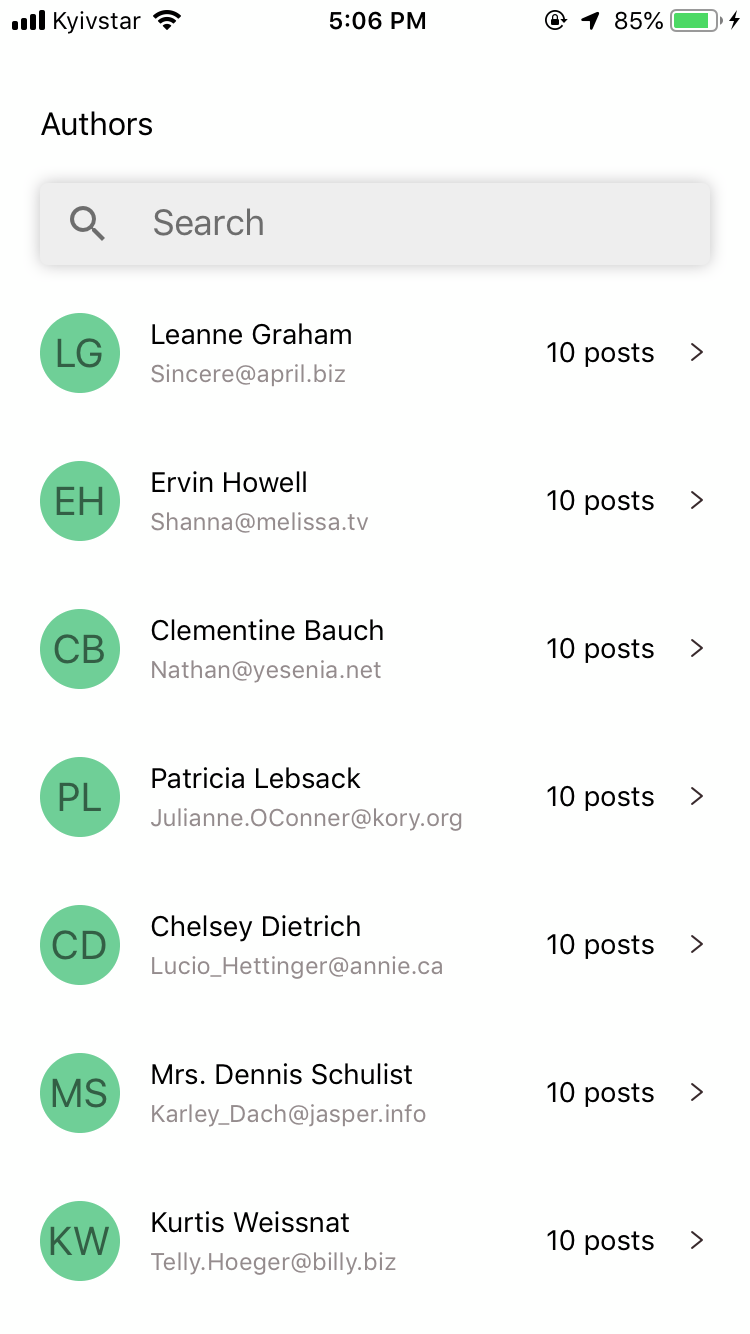 Kyivstar 5:06 PM 85%
Authors
Search
LG Leanne Graham 10 posts
Sincere@april.biz
EH Ervin Howell 10 posts
Shanna@melissa.tv
CB Clementine Bauch 10 posts
Nathan@yesenia.net
PL Patricia Lebsack 10 posts
Julianne.OConner@kory.org
CD Chelsey Dietrich 10 posts
Lucio_Hettinger@annie.ca
MS Mrs. Dennis Schulist 10 posts
Karley_Dach@jasper.info
KW Kurtis Weissnat 10 posts
Telly.Hoeger@billy.biz